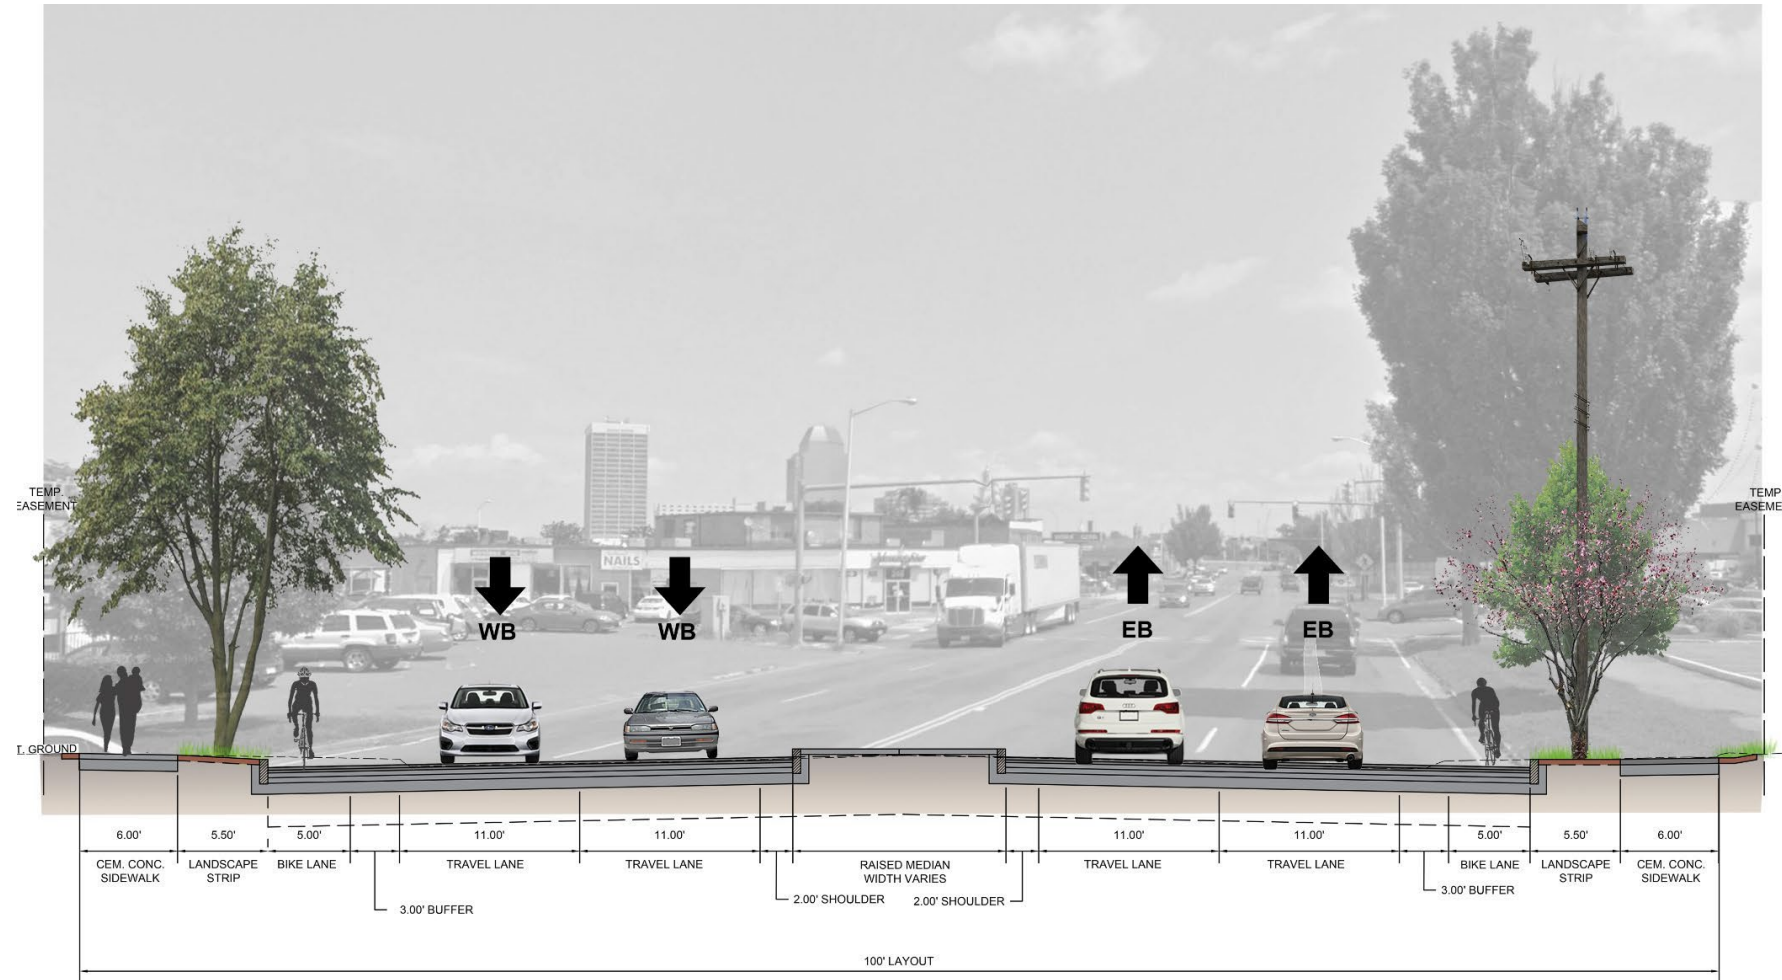 TEMP.
EASEMENT
TEMP
EASEME
NAILS
WB
WB
EB
EB
T. GROUND
6.00'
5.50'
5.00'
11.00'
11.00'
11.00'
11.00'
5.00'
5.50'
6.00'
CEM. CONC.
SIDEWALK
LANDSCAPE
STRIP
BIKE LANE
TRAVEL LANE
TRAVEL LANE
RAISED MEDIAN
WIDTH VARIES
TRAVEL LANE
TRAVEL LANE
BIKE LANE
LANDSCAPE
STRIP
CEM. CONC.
SIDEWALK
3.00' BUFFER
2.00' SHOULDER
2.00' SHOULDER
3.00' BUFFER
100' LAYOUT